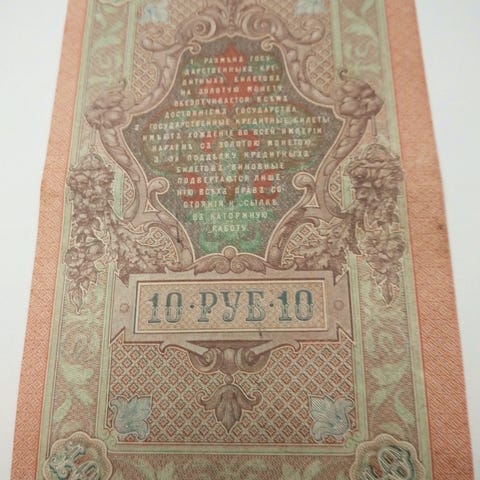 1. РАЗМѢНЪ ГОСУ-
ДАРСТВЕННЫХЪ КРЕ-
ДИТНЫХЪ БИЛЕТОВЪ
НА ЗОЛОТУЮ МОНЕТУ
ОБЕЗПЕЧИВАЕТСЯ ВСѢМЪ
ДОСТОЯНІЕМЪ ГОСУДАРСТВА.
2. ГОСУДАРСТВЕННЫЕ КРЕДИТНЫЕ БИЛЕТЫ
ИМѢЮТЪ ХОЖДЕНІЕ ВО ВСЕЙ ИМПЕРІИ
НАРАВНѢ СЪ ЗОЛОТОЮ МОНЕТОЮ.
3. ЗА ПОДДѢЛКУ КРЕДИТНЫХЪ
БИЛЕТОВЪ ВИНОВНЫЕ
ПОДВЕРГАЮТСЯ ЛИШЕ-
НІЮ ВСѢХЪ ПРАВЪ СО-
СТОЯНІЯ И ССЫЛКѢ
ВЪ КАТОРЖНУЮ
РАБОТУ.
10·РУБ·10
10 10